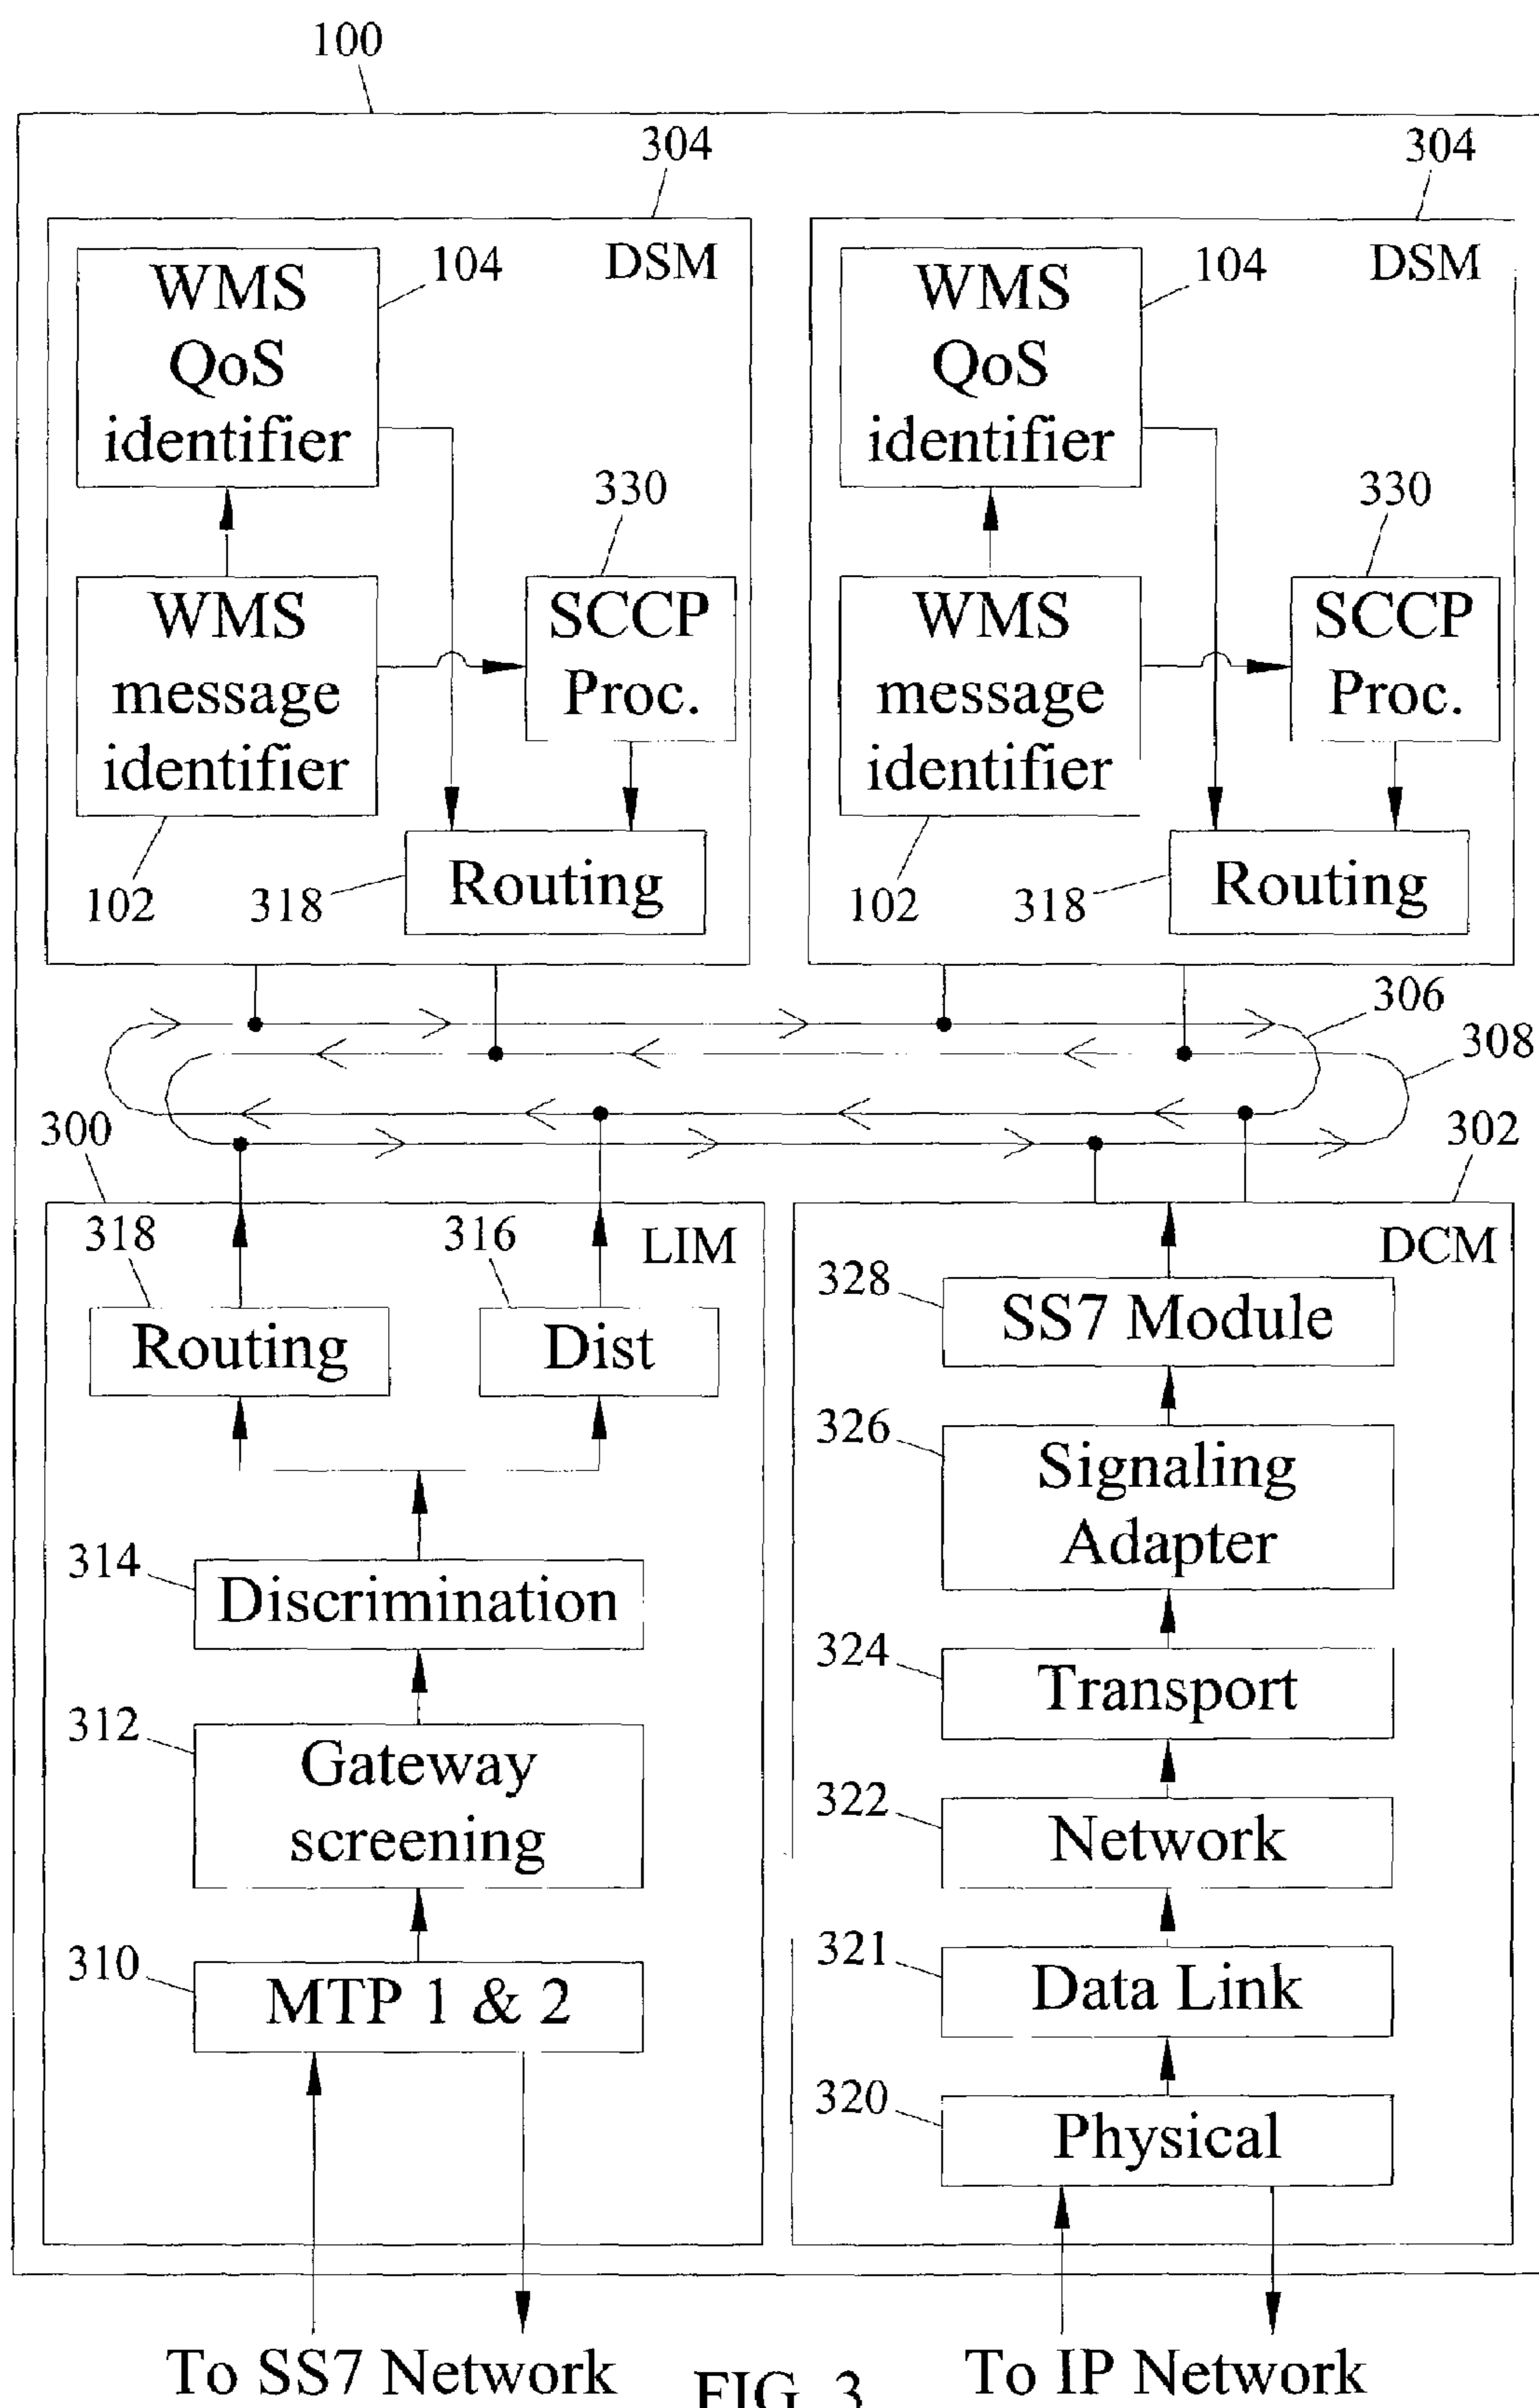 100
304
304
WMS
QoS
identifier
104
DSM
WMS
QoS
identifier
104
DSM
330
330
WMS
message
identifier
SCCP
Proc.
WMS
message
identifier
SCCP
Proc.
102
318
Routing
102
318
Routing
306
308
300
302
318
316
LIM
DCM
Routing
Dist
328
SS7 Module
326
Signaling
Adapter
314
Discrimination
324
Transport
312
Gateway
screening
322
Network
310
MTP 1 & 2
321
Data Link
320
Physical
To SS7 Network
FIG. 3
To IP Network